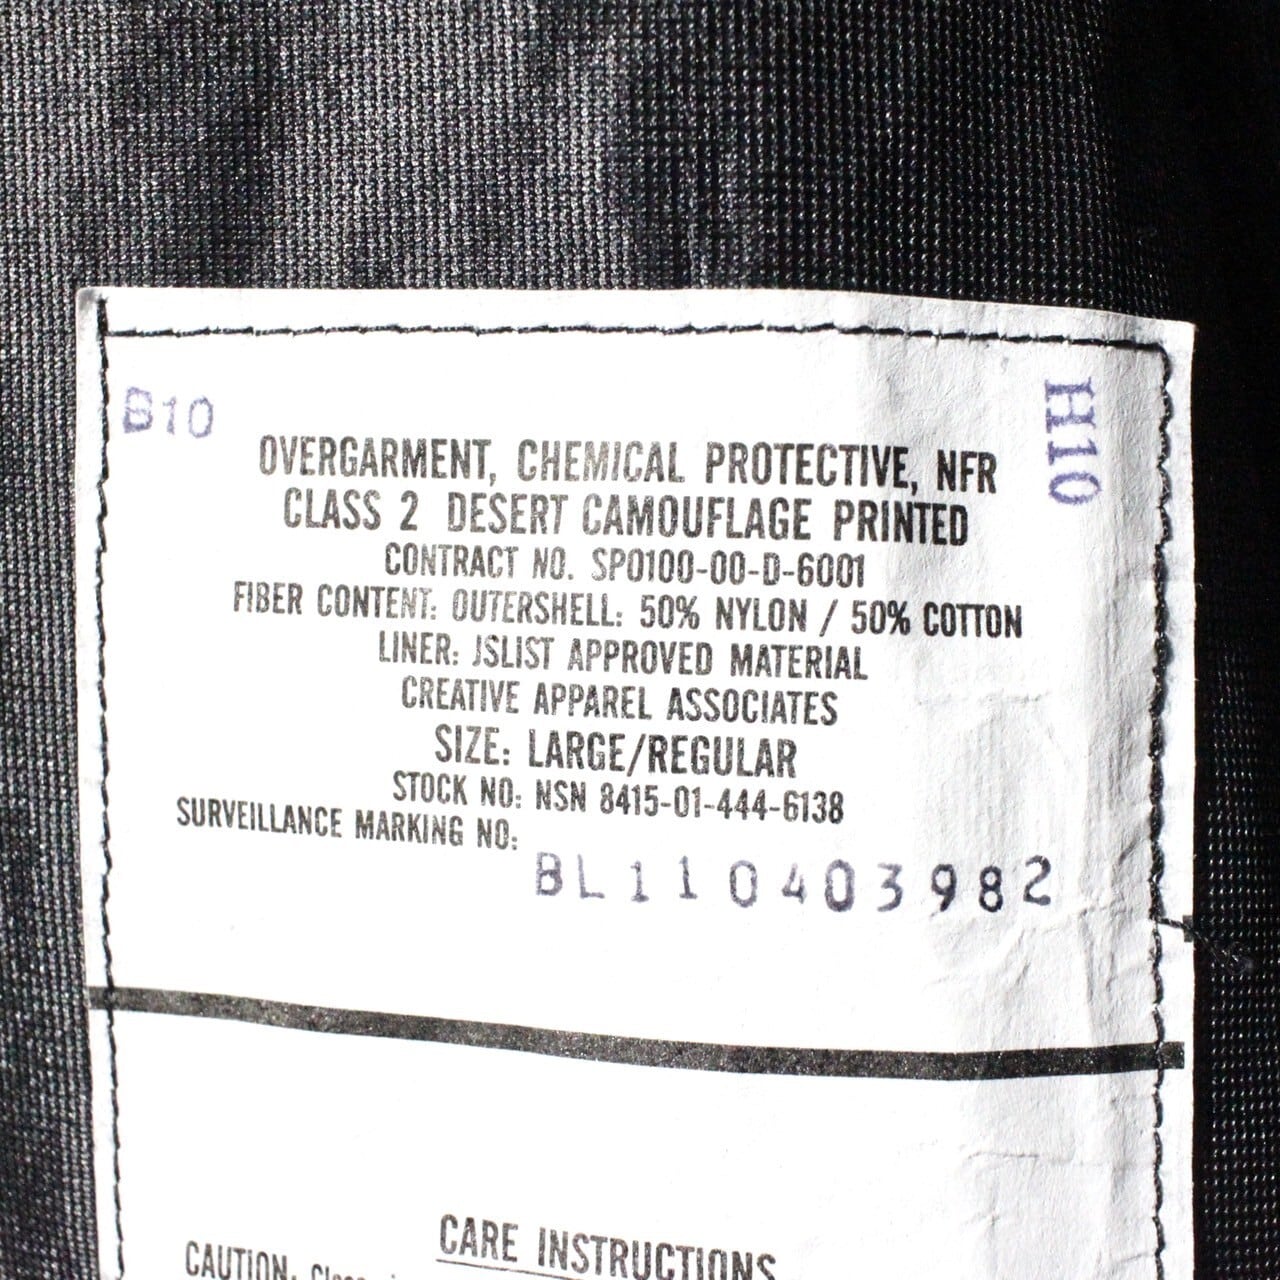 B10
H10
OVERGARMENT, CHEMICAL PROTECTIVE, NFR
CLASS 2 DESERT CAMOUFLAGE PRINTED
CONTRACT NO. SP0100-00-D-6001
FIBER CONTENT: OUTERSHELL: 50% NYLON / 50% COTTON
LINER: JSLIST APPROVED MATERIAL
CREATIVE APPAREL ASSOCIATES
SIZE: LARGE/REGULAR
STOCK NO: NSN 8415-01-444-6138
SURVEILLANCE MARKING NO:
BL110403982
CARE INSTRUCTIONS
CAUTION.